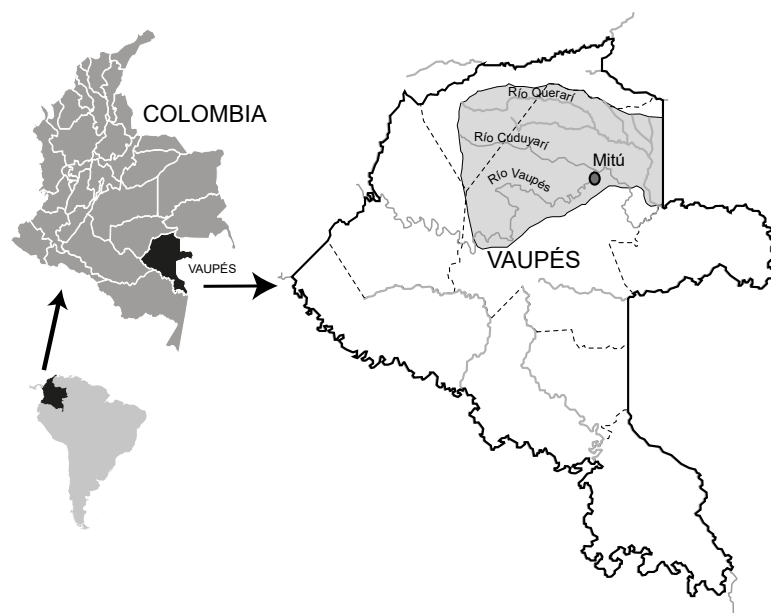 COLOMBIA
VAUPÉS
Río Querarí
Río Cuduyarí
Mitú
Río Vaupés
VAUPÉS